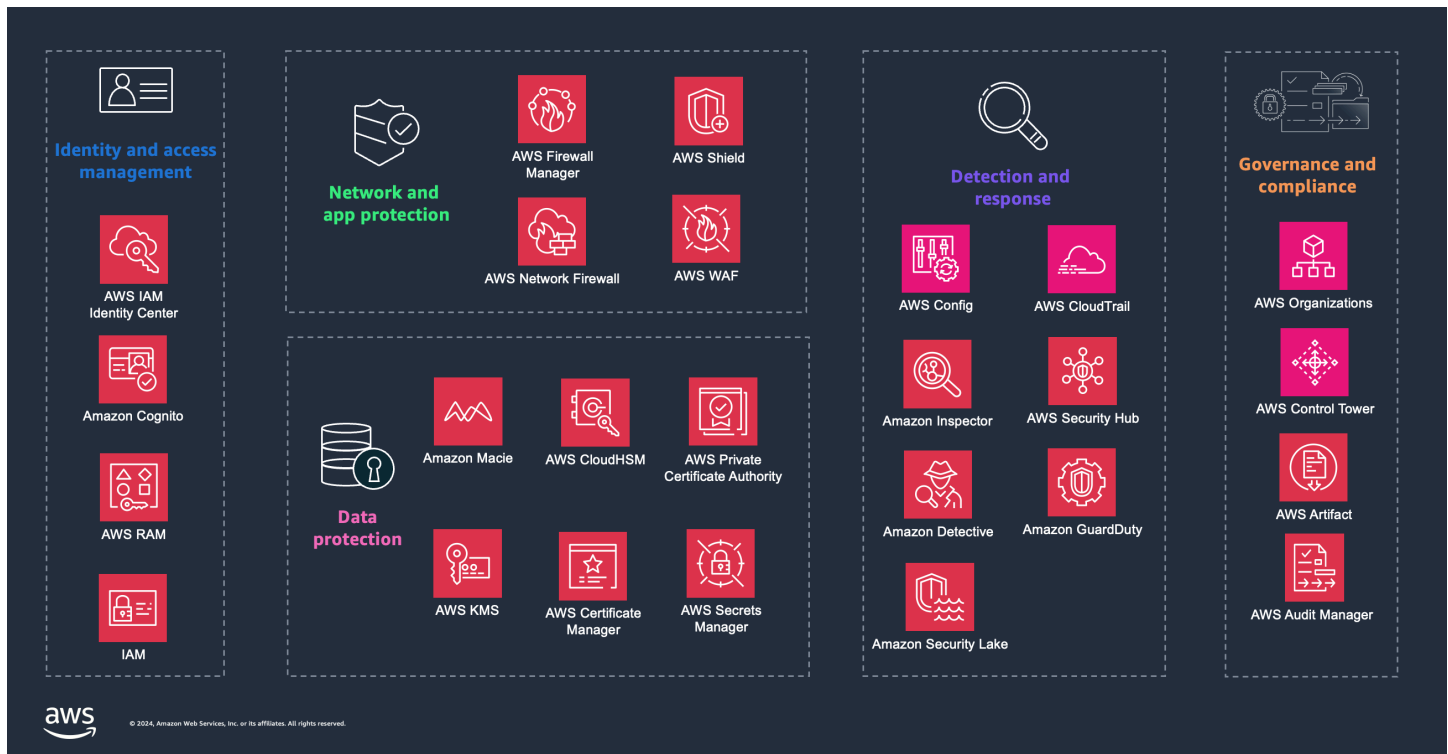 Identity and access
management
AWS IAM
Identity Center
Amazon Cognito
AWS RAM
IAM
Network and
app protection
AWS Firewall
Manager
AWS Shield
AWS Network Firewall
AWS WAF
Data
protection
Amazon Macie
AWS CloudHSM
AWS Private
Certificate Authority
AWS KMS
AWS Certificate
Manager
AWS Secrets
Manager
Detection and
response
AWS Config
AWS CloudTrail
Amazon Inspector
AWS Security Hub
Amazon Detective
Amazon GuardDuty
Amazon Security Lake
Governance and
compliance
AWS Organizations
AWS Control Tower
AWS Artifact
AWS Audit Manager
aws
© 2024, Amazon Web Services, Inc. or its affiliates. All rights reserved.